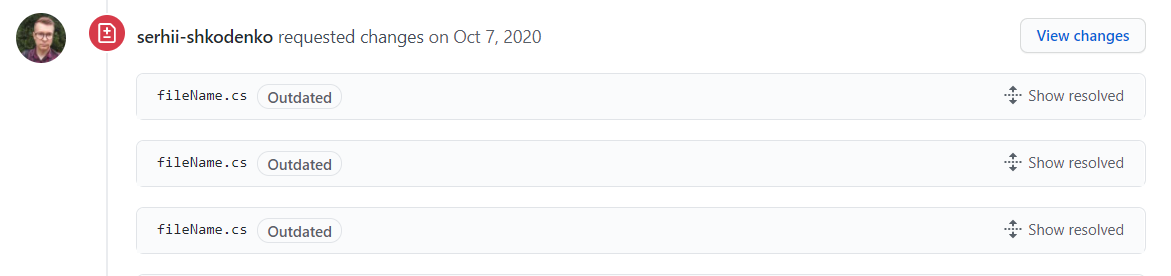 serhii-shkodenko requested changes on Oct 7, 2020 View changes
fileName.cs Outdated Show resolved
fileName.cs Outdated Show resolved
fileName.cs Outdated Show resolved